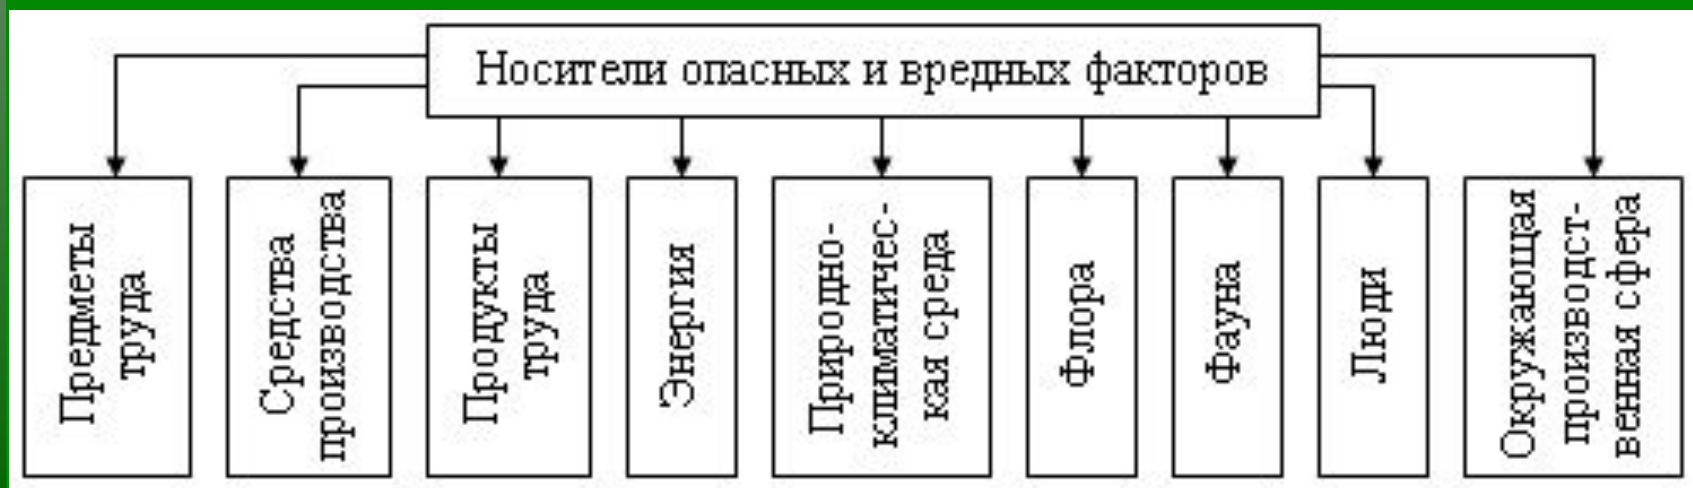 Носители опасных и вредных факторов
Предметы
труда
Средства
производства
Продукты
труда
Энергия
Природно-
климатичес-
кая среда
Флора
Фауна
Люди
Окружающая
производст-
венная сфера